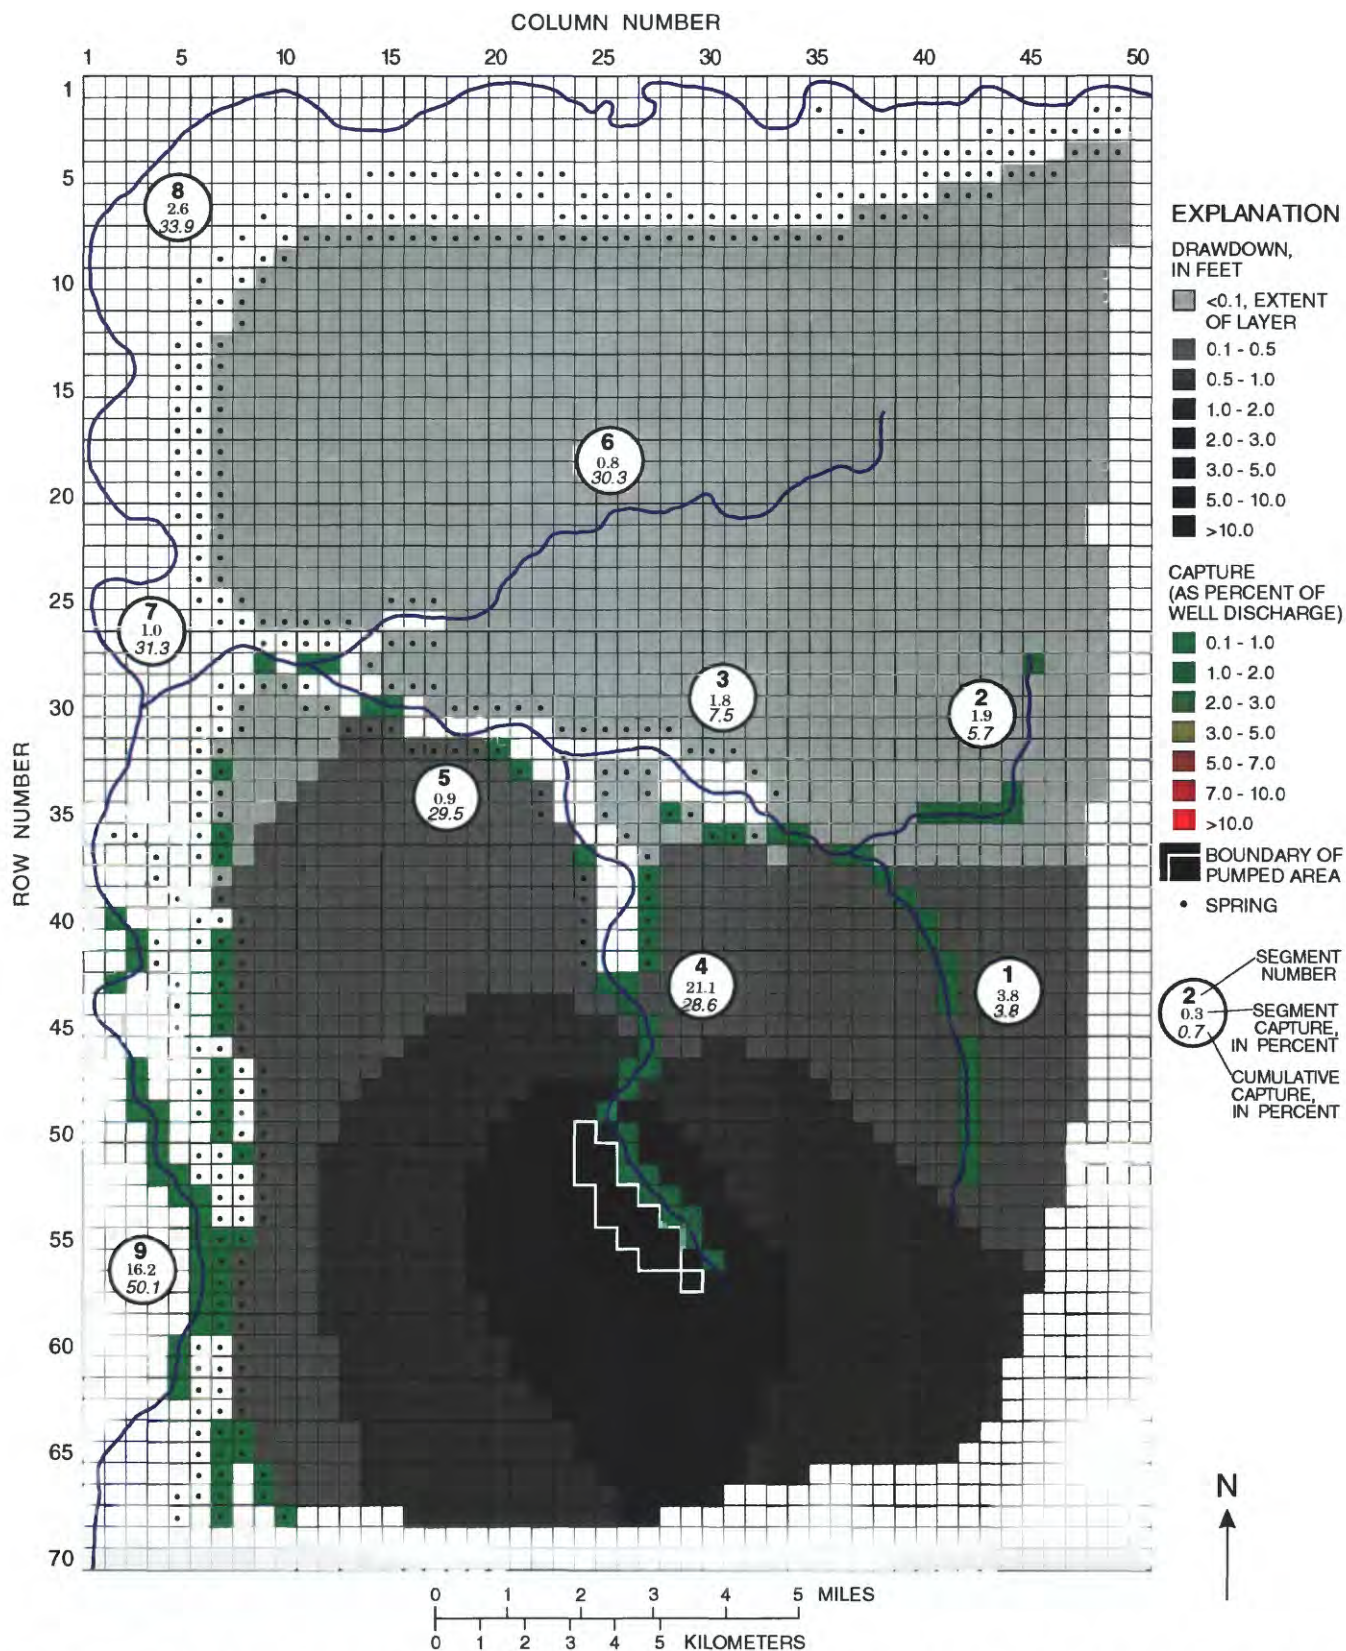 COLUMN NUMBER
1 5 10 15 20 25 30 35 40 45 50
ROW NUMBER
1
5
10
15
20
25
30
35
40
45
50
55
60
65
70
8
2.6
33.9
6
0.8
30.3
7
1.0
31.3
3
1.8
7.5
2
1.9
5.7
5
0.9
29.5
4
21.1
28.6
1
3.8
3.8
9
16.2
50.1
EXPLANATION
DRAWDOWN,
IN FEET
<0.1, EXTENT
OF LAYER
0.1 - 0.5
0.5 - 1.0
1.0 - 2.0
2.0 - 3.0
3.0 - 5.0
5.0 - 10.0
>10.0
CAPTURE
(AS PERCENT OF
WELL DISCHARGE)
0.1 - 1.0
1.0 - 2.0
2.0 - 3.0
3.0 - 5.0
5.0 - 7.0
7.0 - 10.0
>10.0
BOUNDARY OF
PUMPED AREA
SPRING
2
0.3
0.7
SEGMENT
NUMBER
SEGMENT
CAPTURE,
IN PERCENT
CUMULATIVE
CAPTURE,
IN PERCENT
N
0 1 2 3 4 5 MILES
0 1 2 3 4 5 KILOMETERS